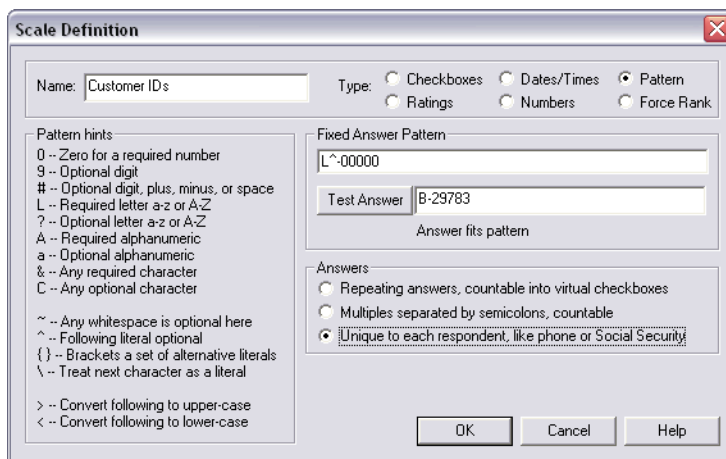 Scale Definition
Name: Customer IDs
Type: Checkboxes Dates/Times Pattern
Ratings Numbers Force Rank
Pattern hints
0 -- Zero for a required number
9 -- Optional digit
# -- Optional digit, plus, minus, or space
L -- Required letter a-z or A-Z
? -- Optional letter a-z or A-Z
A -- Required alphanumeric
a -- Optional alphanumeric
& -- Any required character
C -- Any optional character
~ -- Any whitespace is optional here
^ -- Following literal optional
{ } -- Brackets a set of alternative literals
\ -- Treat next character as a literal
> -- Convert following to upper-case
< -- Convert following to lower-case
Fixed Answer Pattern
L^-00000
Test Answer B-29783
Answer fits pattern
Answers
Repeating answers, countable into virtual checkboxes
Multiples separated by semicolons, countable
Unique to each respondent, like phone or Social Security
OK Cancel Help